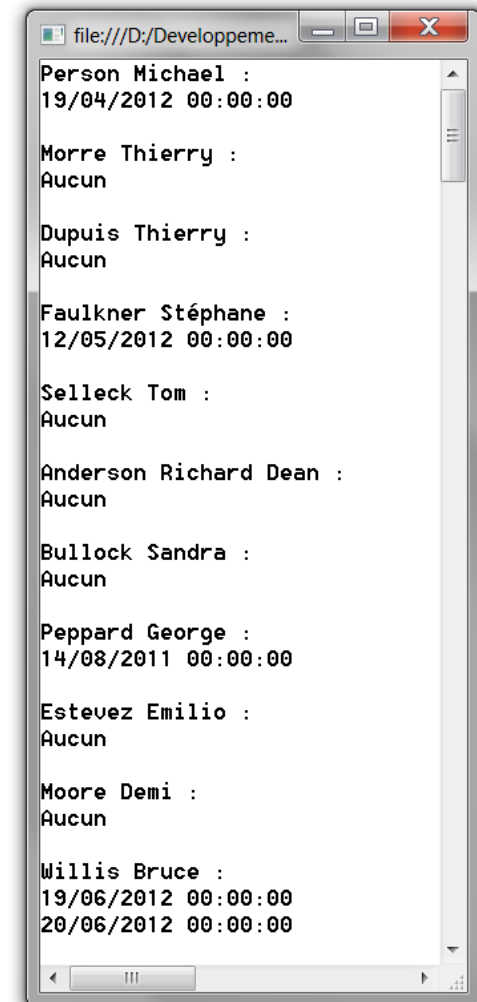 file:///D:/Developpeme...
Person Michael :
19/04/2012 00:00:00
Morre Thierry :
Aucun
Dupuis Thierry :
Aucun
Faulkner Stéphane :
12/05/2012 00:00:00
Selleck Tom :
Aucun
Anderson Richard Dean :
Aucun
Bullock Sandra :
Aucun
Peppard George :
14/08/2011 00:00:00
Estevez Emilio :
Aucun
Moore Demi :
Aucun
Willis Bruce :
19/06/2012 00:00:00
20/06/2012 00:00:00